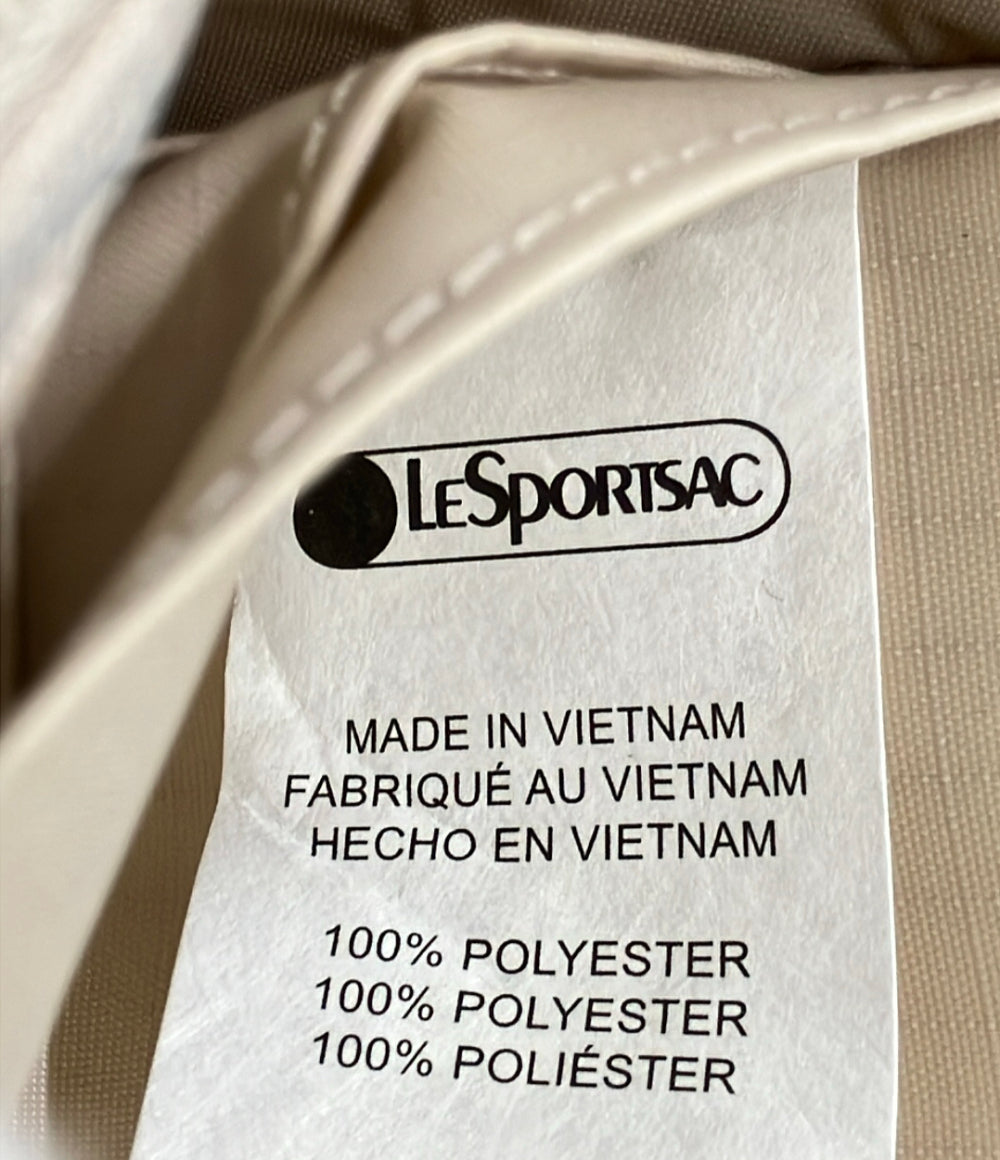 LESPORTSAC
MADE IN VIETNAM
FABRIQUÉ AU VIETNAM
HECHO EN VIETNAM
100% POLYESTER
100% POLYESTER
100% POLIÉSTER